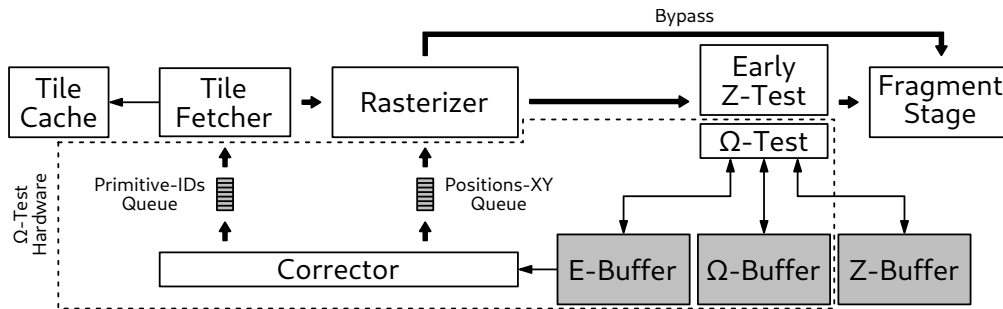 Bypass
Tile
Cache
Tile
Fetcher
Rasterizer
Early
Z-Test
Fragment
Stage
Ω-Test
Ω-Test
Hardware
Primitive-IDs
Queue
Positions-XY
Queue
Corrector
E-Buffer
Ω-Buffer
Z-Buffer